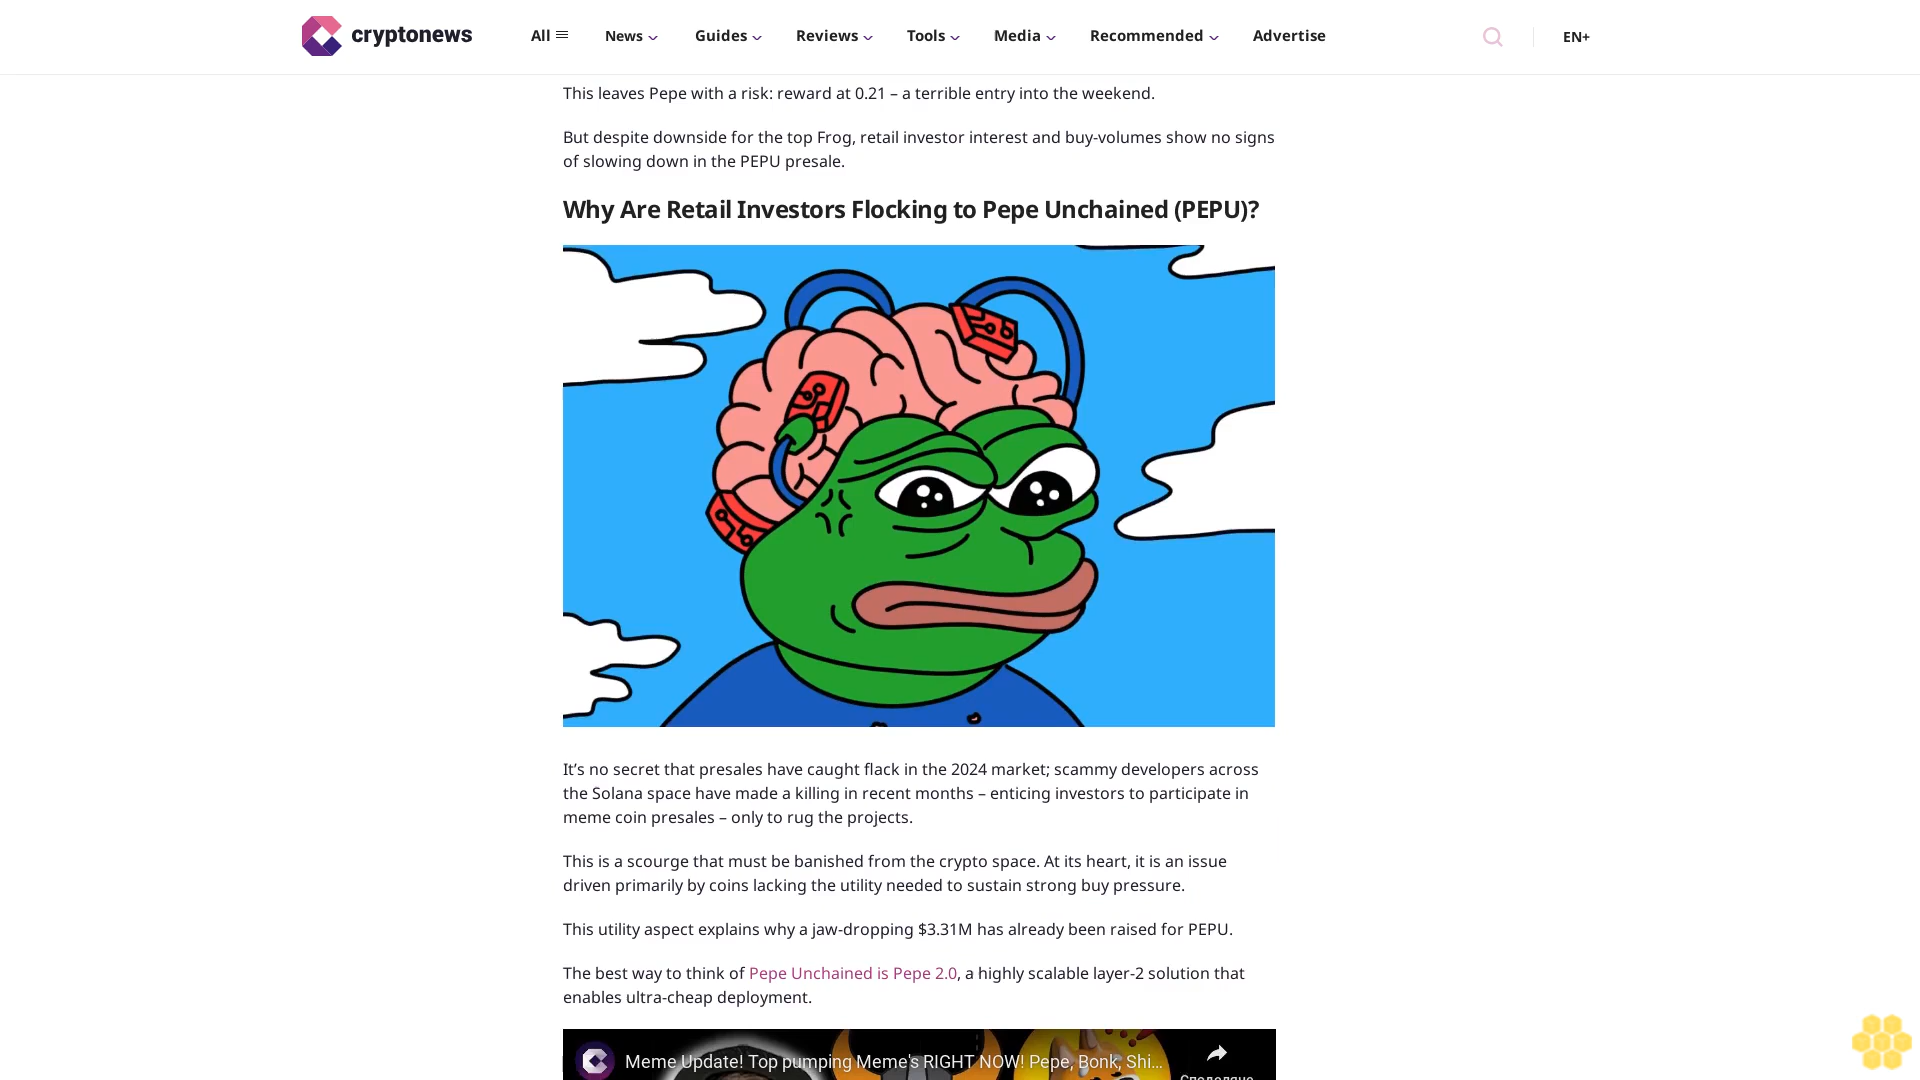 cryptonews
All News Guides Reviews Tools Media Recommended Advertise EN+
This leaves Pepe with a risk: reward at 0.21 – a terrible entry into the weekend.
But despite downside for the top Frog, retail investor interest and buy-volumes show no signs
of slowing down in the PEPU presale.
Why Are Retail Investors Flocking to Pepe Unchained (PEPU)?
It’s no secret that presales have caught flack in the 2024 market; scammy developers across
the Solana space have made a killing in recent months – enticing investors to participate in
meme coin presales – only to rug the projects.
This is a scourge that must be banished from the crypto space. At its heart, it is an issue
driven primarily by coins lacking the utility needed to sustain strong buy pressure.
This utility aspect explains why a jaw-dropping $3.31M has already been raised for PEPU.
The best way to think of Pepe Unchained is Pepe 2.0, a highly scalable layer-2 solution that
enables ultra-cheap deployment.
Meme Update! Top pumping Meme's RIGHT NOW! Pepe, Bonk, Shi...